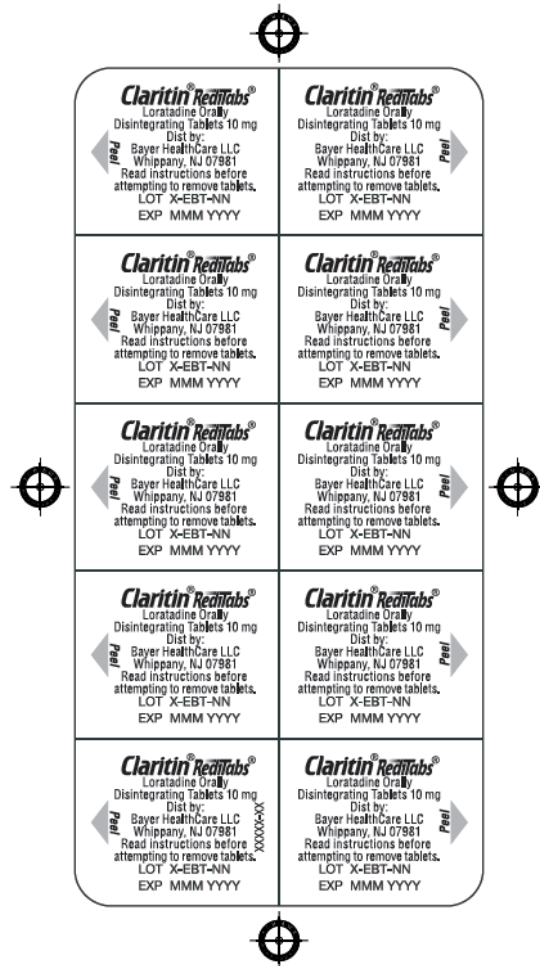 Claritin® RediTabs®
Loratadine Orally
Disintegrating Tablets 10 mg
Dist by:
Bayer HealthCare LLC
Whippany, NJ 07981
Read instructions before
attempting to remove tablets.
LOT X-EBT-NN
EXP MMM YYYY
Peel
Claritin® RediTabs®
Loratadine Orally
Disintegrating Tablets 10 mg
Dist by:
Bayer HealthCare LLC
Whippany, NJ 07981
Read instructions before
attempting to remove tablets.
LOT X-EBT-NN
EXP MMM YYYY
Peel
Claritin® RediTabs®
Loratadine Orally
Disintegrating Tablets 10 mg
Dist by:
Bayer HealthCare LLC
Whippany, NJ 07981
Read instructions before
attempting to remove tablets.
LOT X-EBT-NN
EXP MMM YYYY
Peel
Claritin® RediTabs®
Loratadine Orally
Disintegrating Tablets 10 mg
Dist by:
Bayer HealthCare LLC
Whippany, NJ 07981
Read instructions before
attempting to remove tablets.
LOT X-EBT-NN
EXP MMM YYYY
Peel
Claritin® RediTabs®
Loratadine Orally
Disintegrating Tablets 10 mg
Dist by:
Bayer HealthCare LLC
Whippany, NJ 07981
Read instructions before
attempting to remove tablets.
LOT X-EBT-NN
EXP MMM YYYY
Peel
Claritin® RediTabs®
Loratadine Orally
Disintegrating Tablets 10 mg
Dist by:
Bayer HealthCare LLC
Whippany, NJ 07981
Read instructions before
attempting to remove tablets.
LOT X-EBT-NN
EXP MMM YYYY
Peel
Claritin® RediTabs®
Loratadine Orally
Disintegrating Tablets 10 mg
Dist by:
Bayer HealthCare LLC
Whippany, NJ 07981
Read instructions before
attempting to remove tablets.
LOT X-EBT-NN
EXP MMM YYYY
Peel
Claritin® RediTabs®
Loratadine Orally
Disintegrating Tablets 10 mg
Dist by:
Bayer HealthCare LLC
Whippany, NJ 07981
Read instructions before
attempting to remove tablets.
LOT X-EBT-NN
EXP MMM YYYY
Peel
Claritin® RediTabs®
Loratadine Orally
Disintegrating Tablets 10 mg
Dist by:
Bayer HealthCare LLC
Whippany, NJ 07981
Read instructions before
attempting to remove tablets.
LOT X-EBT-NN
EXP MMM YYYY
Peel
XXXXX-XX
Claritin® RediTabs®
Loratadine Orally
Disintegrating Tablets 10 mg
Dist by:
Bayer HealthCare LLC
Whippany, NJ 07981
Read instructions before
attempting to remove tablets.
LOT X-EBT-NN
EXP MMM YYYY
Peel